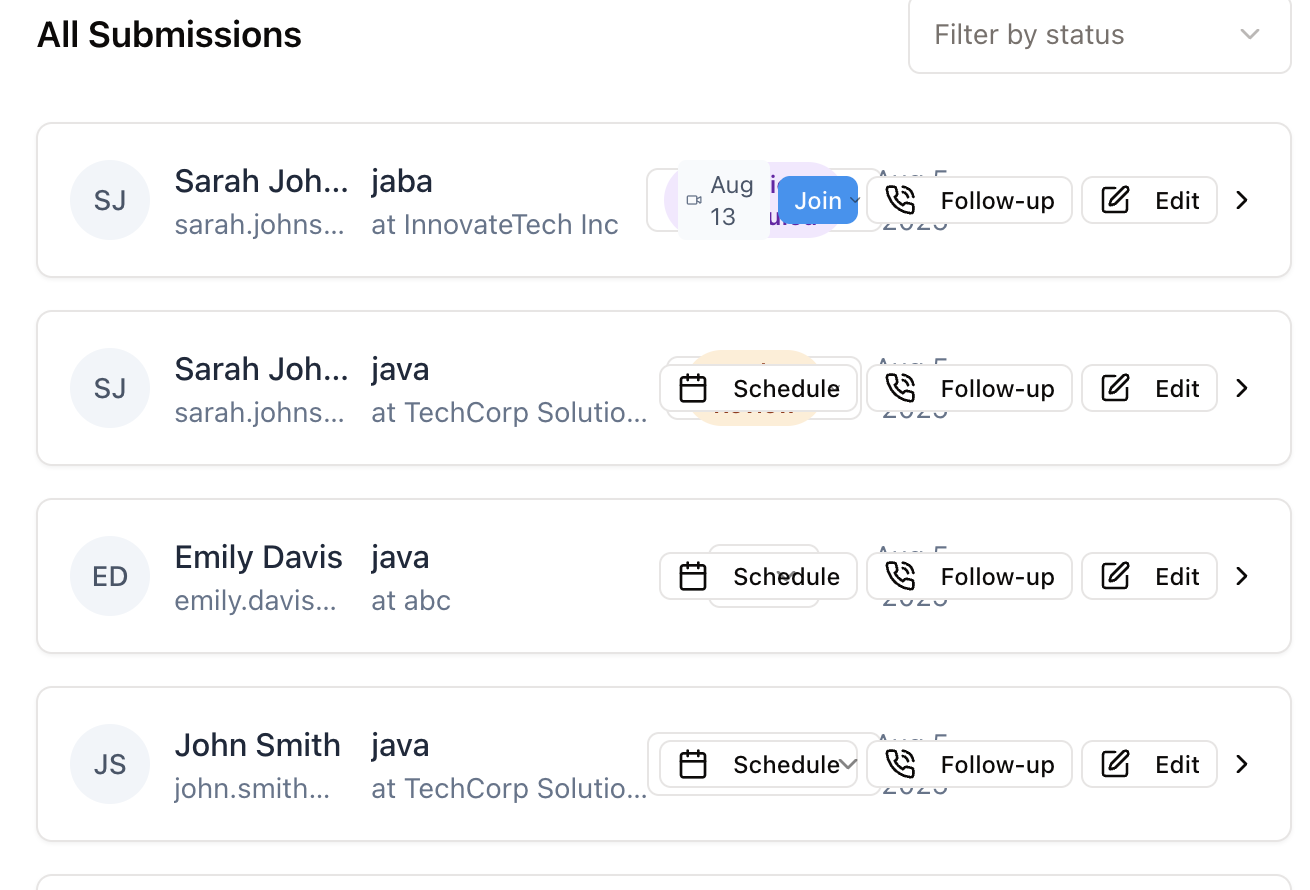 All Submissions
Filter by status
SJ
Sarah Joh...
sarah.johns...
jaba
at InnovateTech Inc
Aug
13
Join
Follow-up
Edit
SJ
Sarah Joh...
sarah.johns...
java
at TechCorp Solutio...
Schedule
Follow-up
Edit
ED
Emily Davis
emily.davis...
java
at abc
Schedule
Follow-up
Edit
JS
John Smith
john.smith...
java
at TechCorp Solutio...
Schedule
Follow-up
Edit